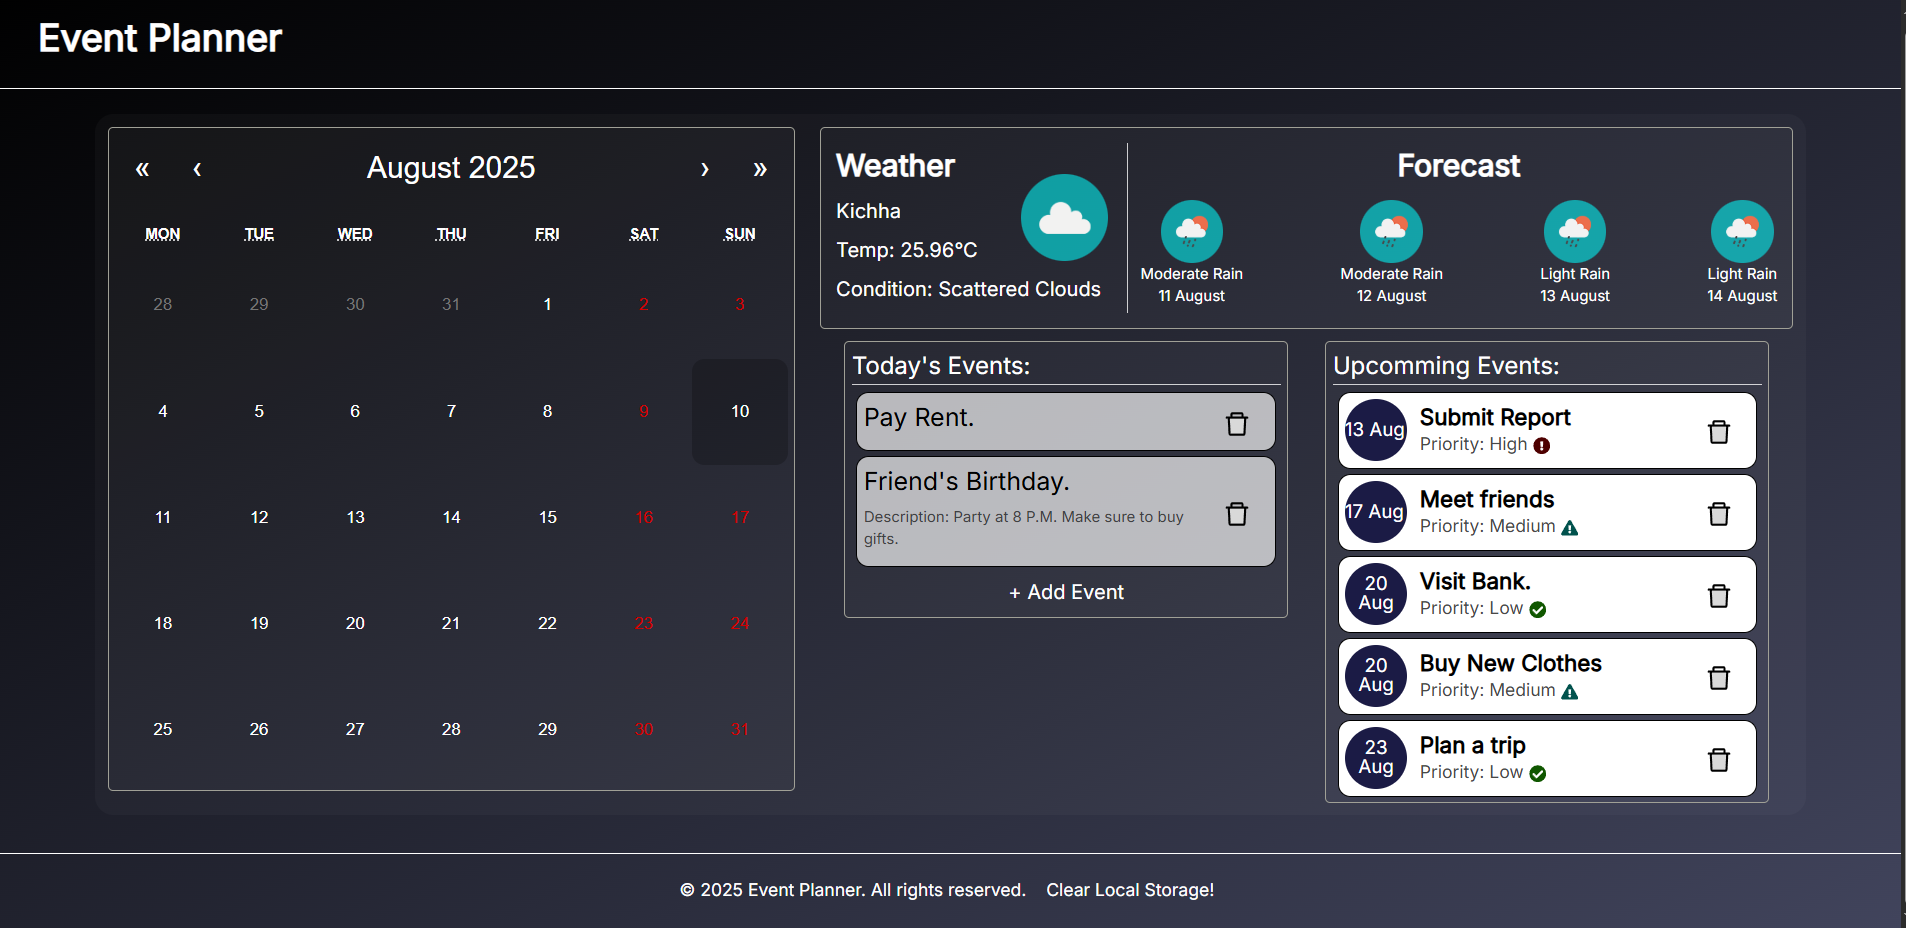 Event Planner
« ‹ August 2025 › »
MON TUE WED THU FRI SAT SUN
28 29 30 31 1 2 3
4 5 6 7 8 9 10
11 12 13 14 15 16 17
18 19 20 21 22 23 24
25 26 27 28 29 30 31
Weather
Kichha
Temp: 25.96°C
Condition: Scattered Clouds
Forecast
Moderate Rain
11 August
Moderate Rain
12 August
Light Rain
13 August
Light Rain
14 August
Today's Events:
Pay Rent.
Friend's Birthday.
Description: Party at 8 P.M. Make sure to buy
gifts.
+ Add Event
Upcomming Events:
13 Aug
Submit Report
Priority: High
17 Aug
Meet friends
Priority: Medium
20
Aug
Visit Bank.
Priority: Low
20
Aug
Buy New Clothes
Priority: Medium
23
Aug
Plan a trip
Priority: Low
© 2025 Event Planner. All rights reserved. Clear Local Storage!